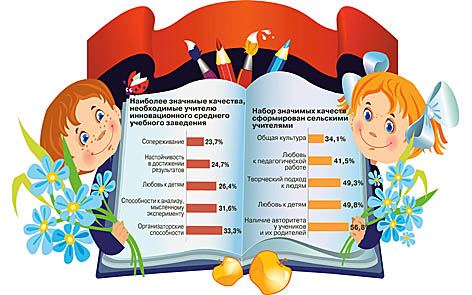 Наиболее значимые качества,
необходимые учителю
инновационного среднего
учебного заведения
Сопереживание
23,7%
Настойчивость
в достижении
результатов
24,7%
Любовь к детям
26,4%
Способности к анализу,
мысленному
эксперименту
31,6%
Организаторские
способности
33,3%
Набор значимых качеств
сформирован сельскими
учителями
Общая культура
34,1%
Любовь
к педагогической
работе
41,5%
Творческий подход
к людям
49,3%
Любовь к детям
49,8%
Наличие авторитета
у учеников
и их родителей
56,8